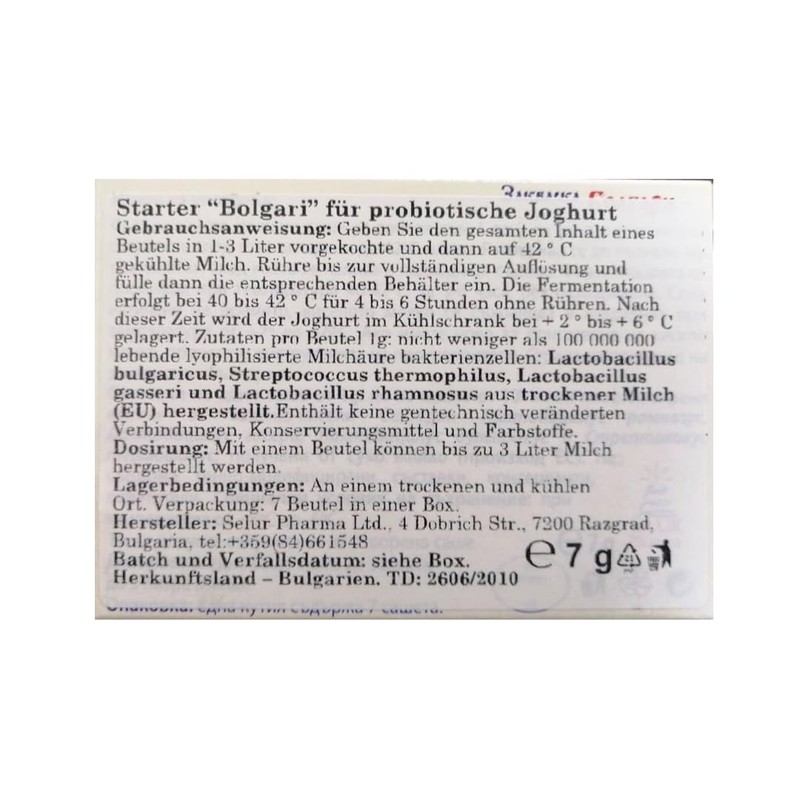 Starter “Bolgari” für probiotische Joghurt
Gebrauchsanweisung: Geben Sie den gesamten Inhalt eines
Beutels in 1-3 Liter vorgekochte und dann auf 42 ° C
gekühlte Milch. Rühre bis zur vollständigen Auflösung und
fülle dann die entsprechenden Behälter ein. Die Fermentation
erfolgt bei 40 bis 42 ° C für 4 bis 6 Stunden ohne Rühren. Nach
dieser Zeit wird der Joghurt im Kühlschrank bei + 2 ° bis + 6 ° C
gelagert. Zutaten pro Beutel 1g: nicht weniger als 100 000 000
lebende lyophilisierte Milchäure bakterienzellen: Lactobacillus
bulgaricus, Streptococcus thermophilus, Lactobacillus
gasseri und Lactobacillus rhamnosus aus trockener Milch
(EU) hergestellt.Enthält keine gentechnisch veränderten
Verbindungen, Konservierungsmittel und Farbstoffe.
Dosirung: Mit einem Beutel können bis zu 3 Liter Milch
hergestellt werden.
Lagerbedingungen: An einem trockenen und kühlen
Ort. Verpackung: 7 Beutel in einer Box.
Hersteller: Selur Pharma Ltd., 4 Dobrich Str., 7200 Razgrad,
Bulgaria, tel:+359(84)661548
Batch und Verfallsdatum: siehe Box.
Herkunftsland – Bulgarien. TD: 2606/2010
℮ 7 g
Опаковка: една кутия съдържа 7 сашета.